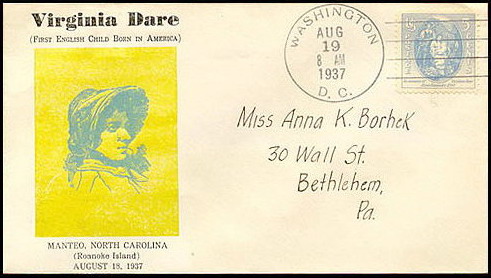 Virginia Dare
(FIRST ENGLISH CHILD BORN IN AMERICA)
MANTEO, NORTH CAROLINA
(Roanoke Island)
AUGUST 18, 1937
WASHINGTON
AUG
19
8 AM
1937
D. C.
Miss Anna K. Borhek
30 Wall St.
Bethlehem,
Pa.